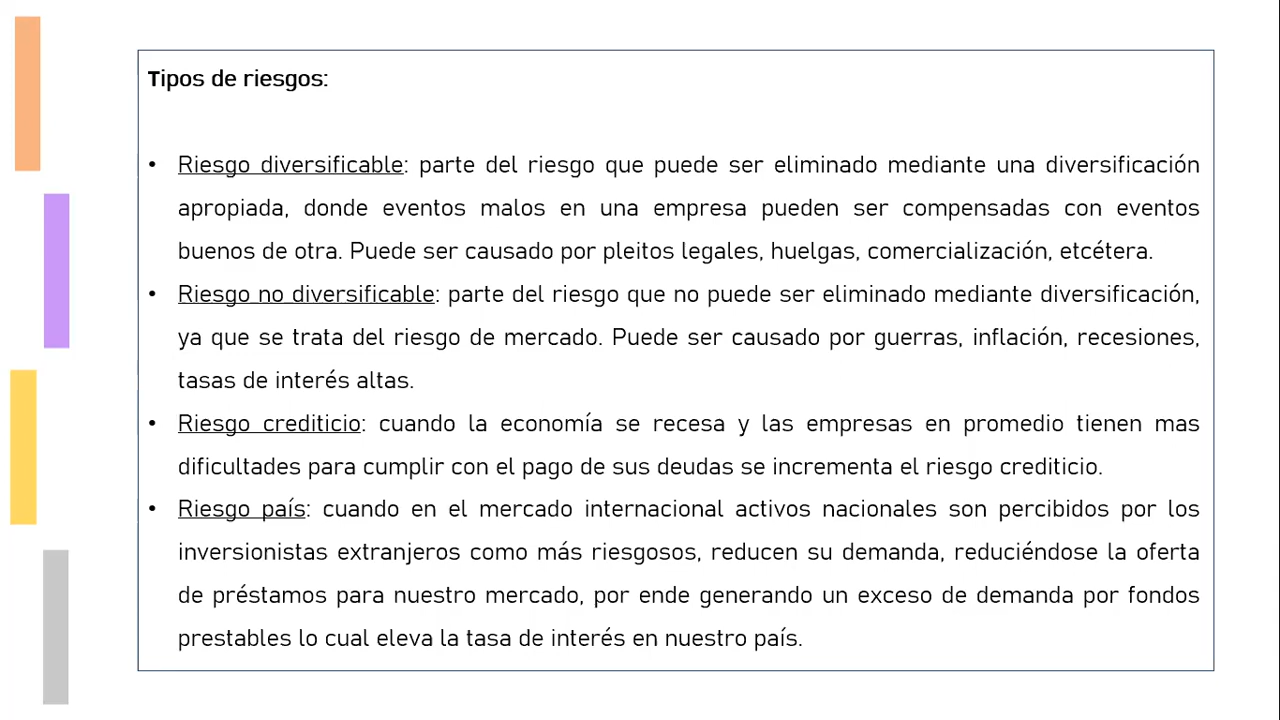 Tipos de riesgos:
• Riesgo diversificable: parte del riesgo que puede ser eliminado mediante una diversificación
apropiada, donde eventos malos en una empresa pueden ser compensadas con eventos
buenos de otra. Puede ser causado por pleitos legales, huelgas, comercialización, etcétera.
• Riesgo no diversificable: parte del riesgo que no puede ser eliminado mediante diversificación,
ya que se trata del riesgo de mercado. Puede ser causado por guerras, inflación, recesiones,
tasas de interés altas.
• Riesgo crediticio: cuando la economía se recesa y las empresas en promedio tienen mas
dificultades para cumplir con el pago de sus deudas se incrementa el riesgo crediticio.
• Riesgo país: cuando en el mercado internacional activos nacionales son percibidos por los
inversionistas extranjeros como más riesgosos, reducen su demanda, reduciéndose la oferta
de préstamos para nuestro mercado, por ende generando un exceso de demanda por fondos
prestables lo cual eleva la tasa de interés en nuestro país.